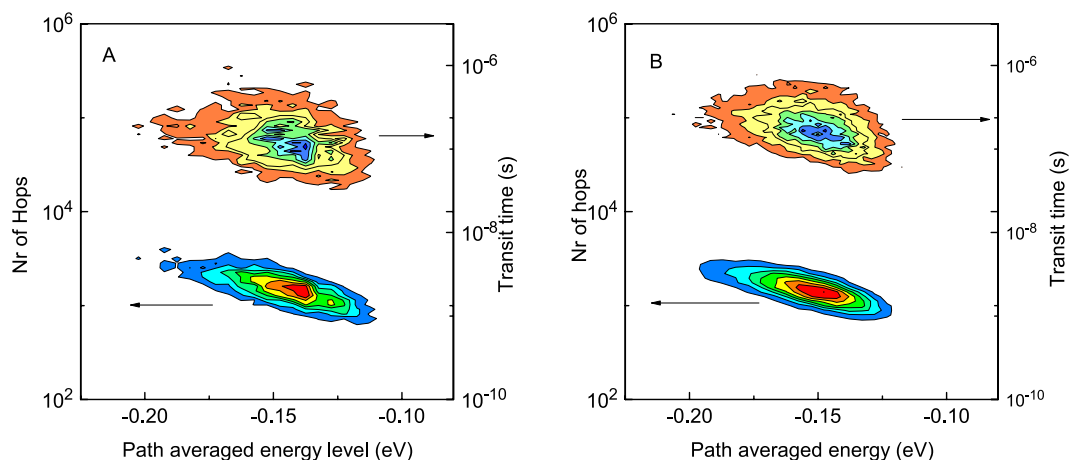 A
10^6
10^4
10^2
Nr of Hops
10^-6
10^-8
10^-10
Transit time (s)
-0.20
-0.15
-0.10
Path averaged energy level (eV)
B
10^6
10^4
10^2
Nr of hops
10^-6
10^-8
10^-10
Transit time (s)
-0.20
-0.15
-0.10
Path averaged energy (eV)